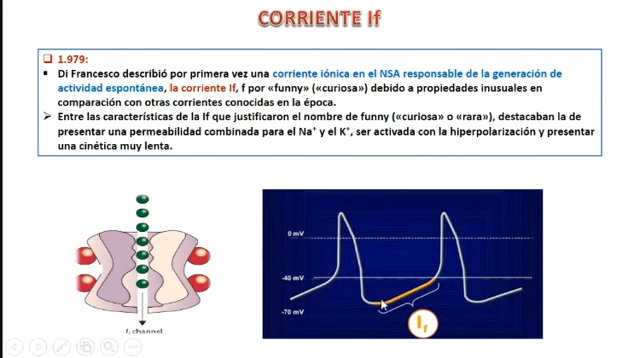 CORRIENTE If
1.979:
Di Francesco describió por primera vez una corriente iónica en el NSA responsable de la generación de
actividad espontánea, la corriente If, f por «funny» («curiosa») debido a propiedades inusuales en
comparación con otras corrientes conocidas en la época.
Entre las características de la If que justificaron el nombre de funny («curiosa» o «rara»), destacaban la de
presentar una permeabilidad combinada para el Na⁺ y el K⁺, ser activada con la hiperpolarización y presentar
una cinética muy lenta.
0 mV
-40 mV
-70 mV
If
If channel